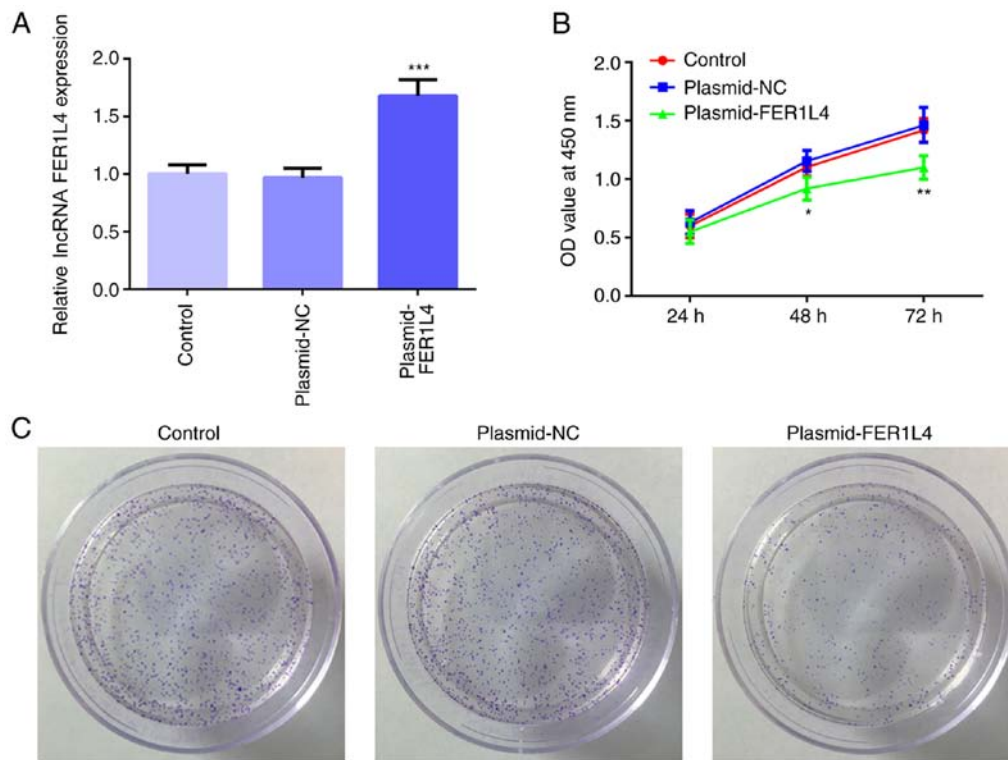 A
Relative lncRNA FER1L4 expression
2.0
1.5
1.0
0.5
0.0
***
Control
Plasmid-NC
Plasmid-
FER1L4
B
OD value at 450 nm
2.0
1.5
1.0
0.5
0.0
Control
Plasmid-NC
Plasmid-FER1L4
*
**
24 h
48 h
72 h
C
Control
Plasmid-NC
Plasmid-FER1L4